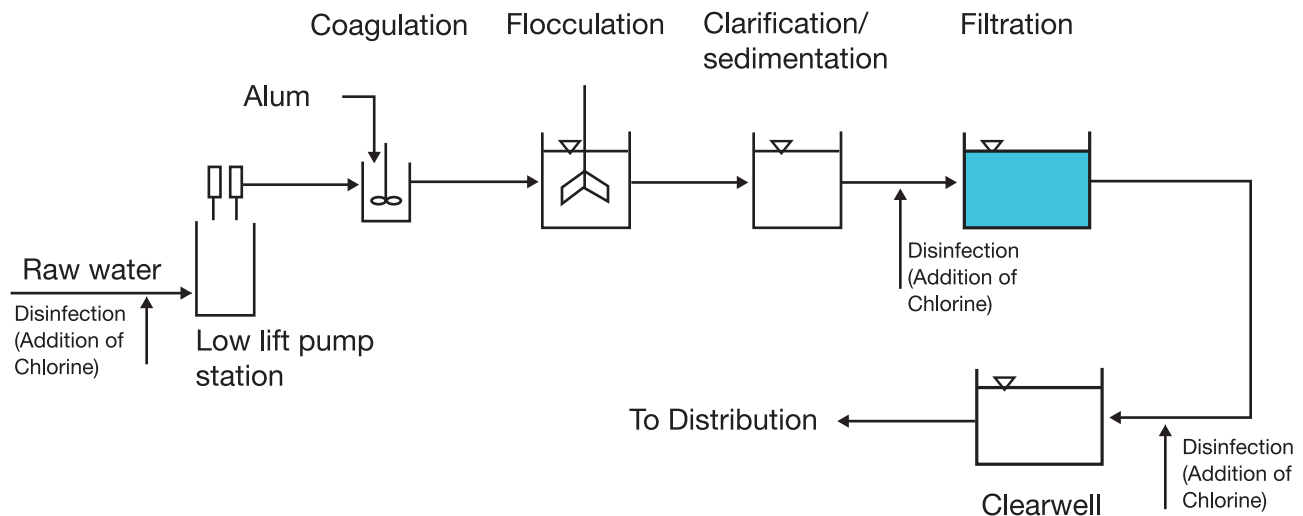 Coagulation
Flocculation
Clarification/
sedimentation
Filtration
Alum
Raw water
Disinfection
(Addition of
Chlorine)
Low lift pump
station
Disinfection
(Addition of
Chlorine)
To Distribution
Clearwell
Disinfection
(Addition of
Chlorine)